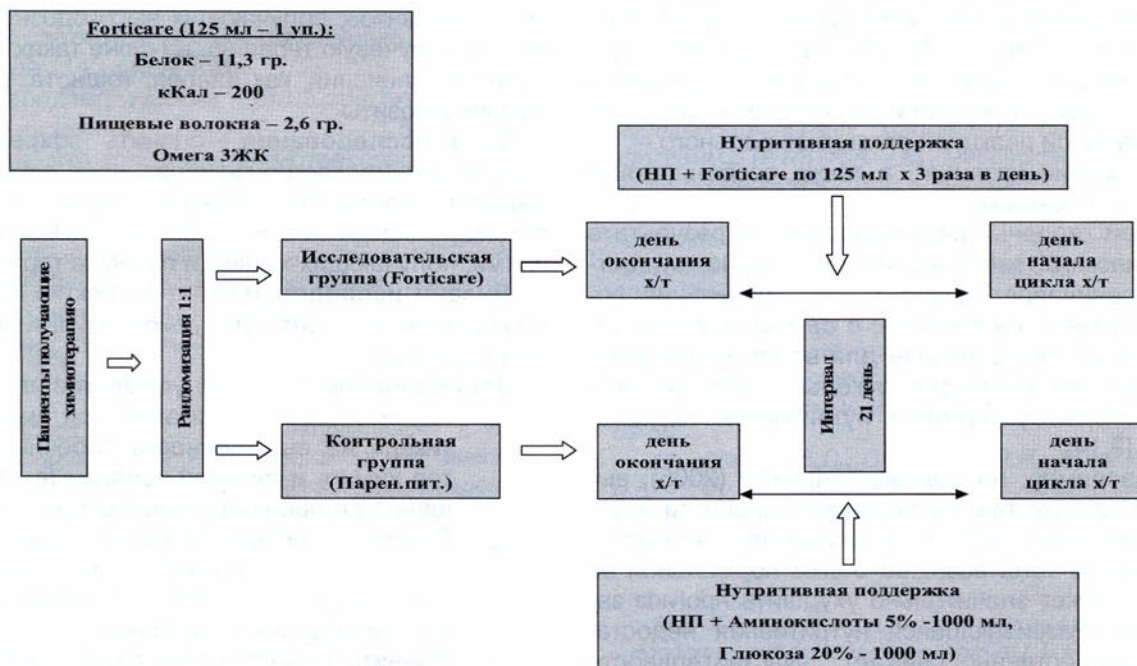 Forticare (125 мл – 1 уп.):
Белок – 11,3 гр.
кКал – 200
Пищевые волокна – 2,6 гр.
Омега 3ЖК
Нутритивная поддержка
(НП + Forticare по 125 мл х 3 раза в день)
Пациенты получающие
химиотерапию
Рандомизация 1:1
Исследовательская
группа (Forticare)
день
окончания
х/т
день
начала
цикла х/т
Интервал
21 день
Контрольная
группа
(Парен.пит.)
день
окончания
х/т
день
начала
цикла х/т
Нутритивная поддержка
(НП + Аминокислоты 5% -1000 мл,
Глюкоза 20% - 1000 мл)